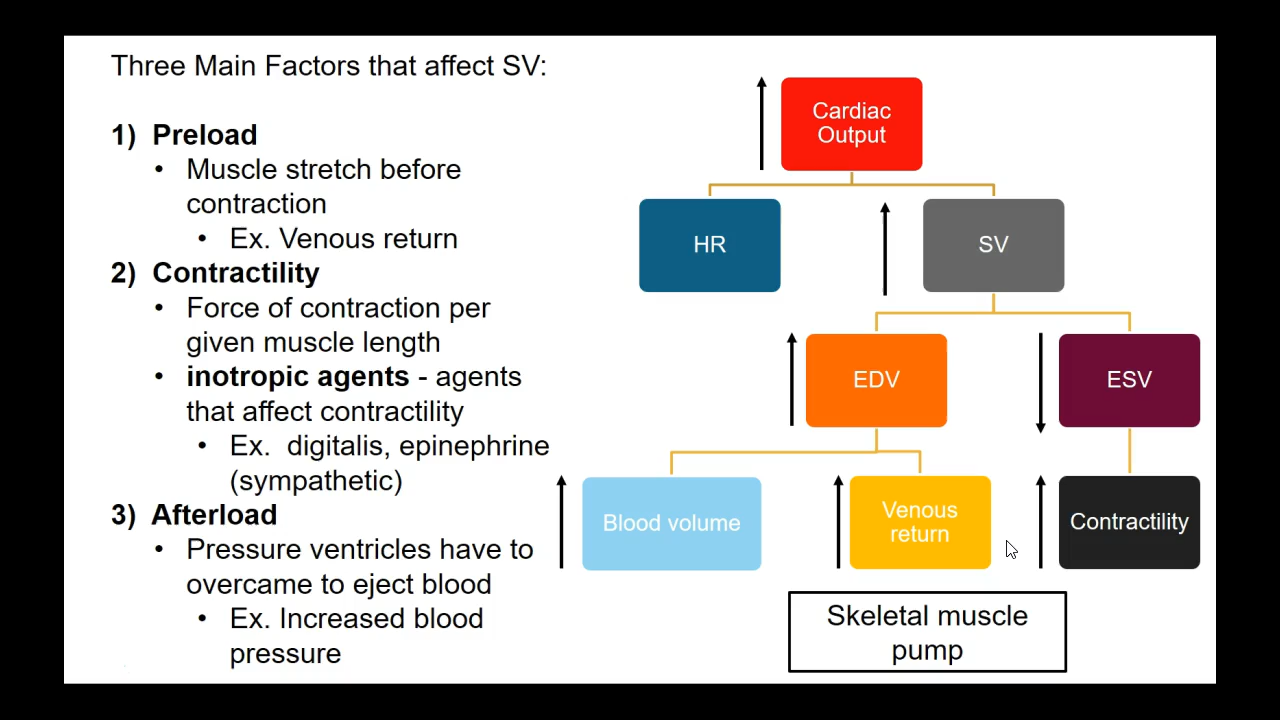 Three Main Factors that affect SV:
1) Preload
• Muscle stretch before
contraction
• Ex. Venous return
2) Contractility
• Force of contraction per
given muscle length
• inotropic agents - agents
that affect contractility
• Ex. digitalis, epinephrine
(sympathetic)
3) Afterload
• Pressure ventricles have to
overcame to eject blood
• Ex. Increased blood
pressure
Cardiac
Output
HR
SV
EDV
ESV
Blood volume
Venous
return
Contractility
Skeletal muscle
pump